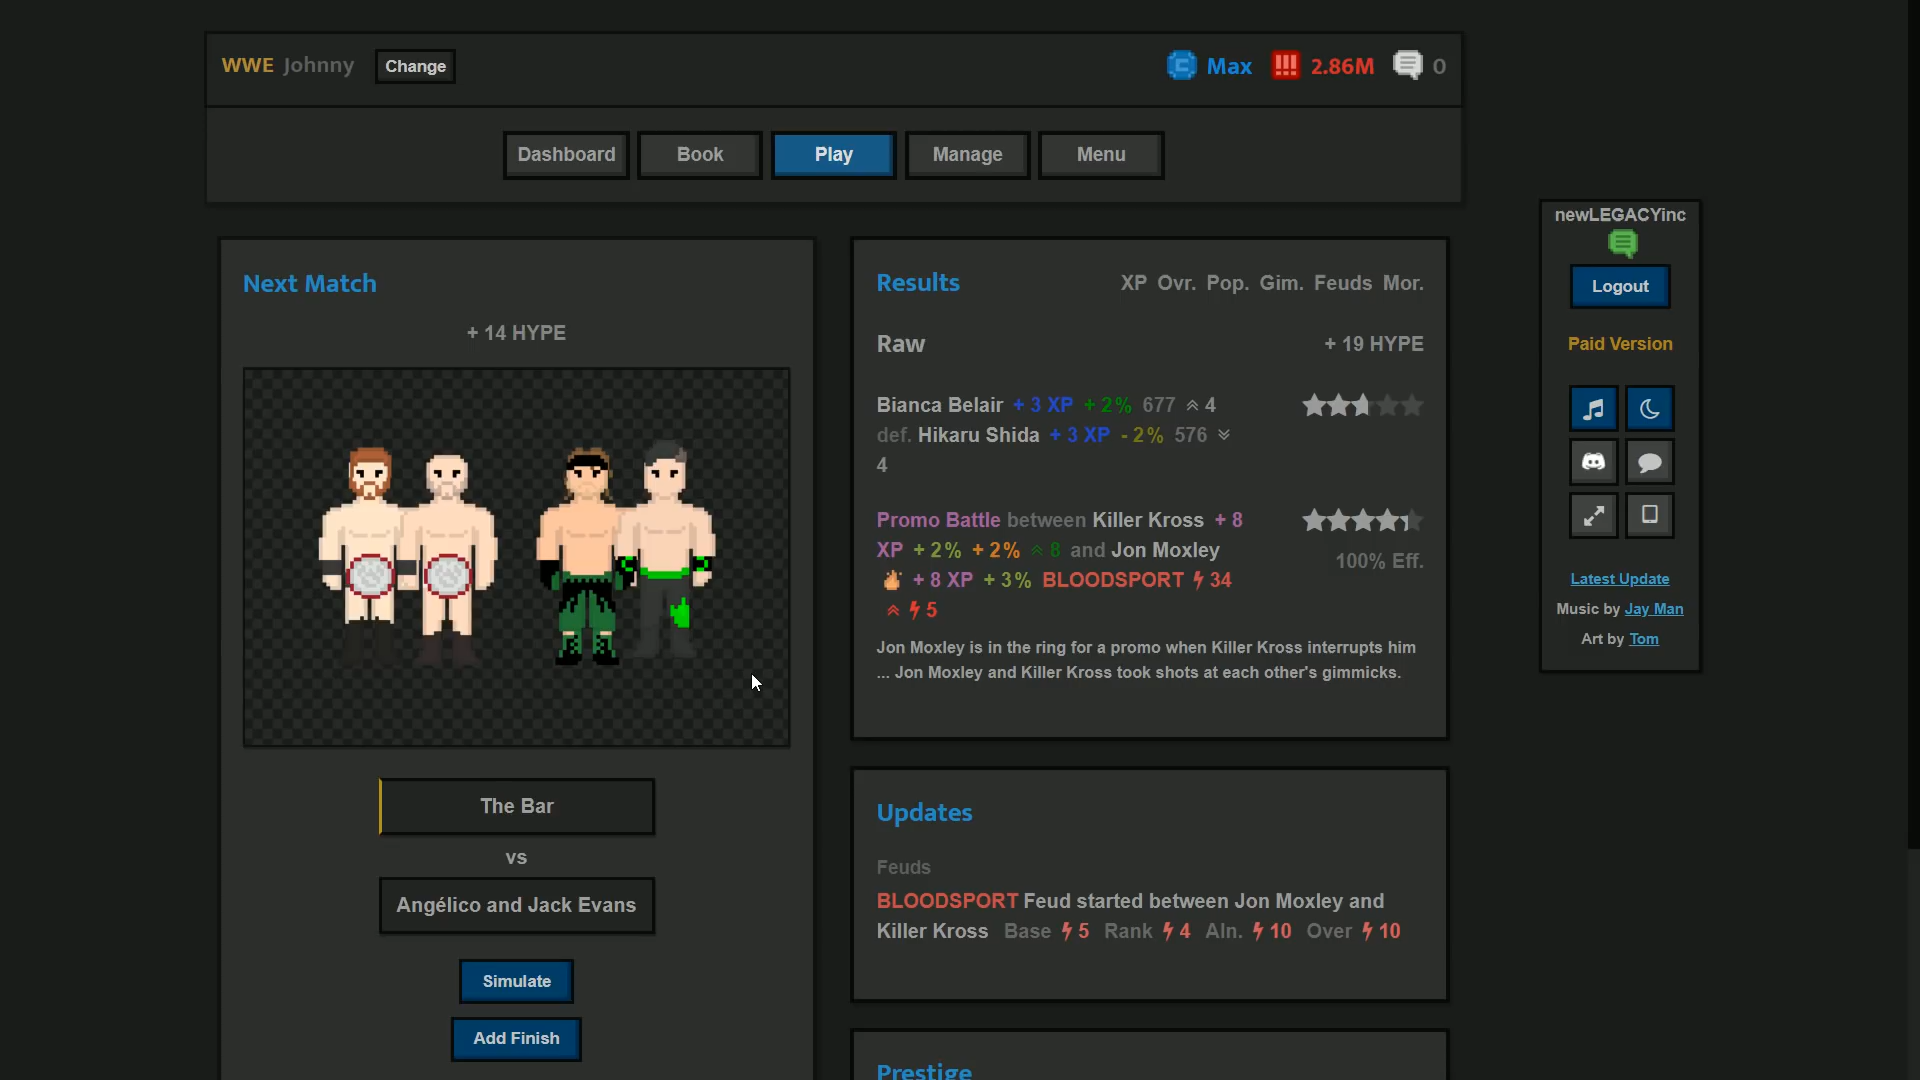 WWE Johnny Change Max 2.86M 0
Dashboard Book Play Manage Menu
Next Match
+ 14 HYPE
The Bar
vs
Angélico and Jack Evans
Simulate
Add Finish
Results XP Ovr. Pop. Gim. Feuds Mor.
Raw + 19 HYPE
Bianca Belair + 3 XP + 2% 677 4
def. Hikaru Shida + 3 XP - 2% 576
4
Promo Battle between Killer Kross + 8
XP + 2% + 2% 8 and Jon Moxley
100% Eff.
+ 8 XP + 3% BLOODSPORT 34
5
Jon Moxley is in the ring for a promo when Killer Kross interrupts him
... Jon Moxley and Killer Kross took shots at each other's gimmicks.
Updates
Feuds
BLOODSPORT Feud started between Jon Moxley and
Killer Kross Base 5 Rank 4 Aln. 10 Over 10
Prestige
newLEGACYinc
Logout
Paid Version
Latest Update
Music by Jay Man
Art by Tom